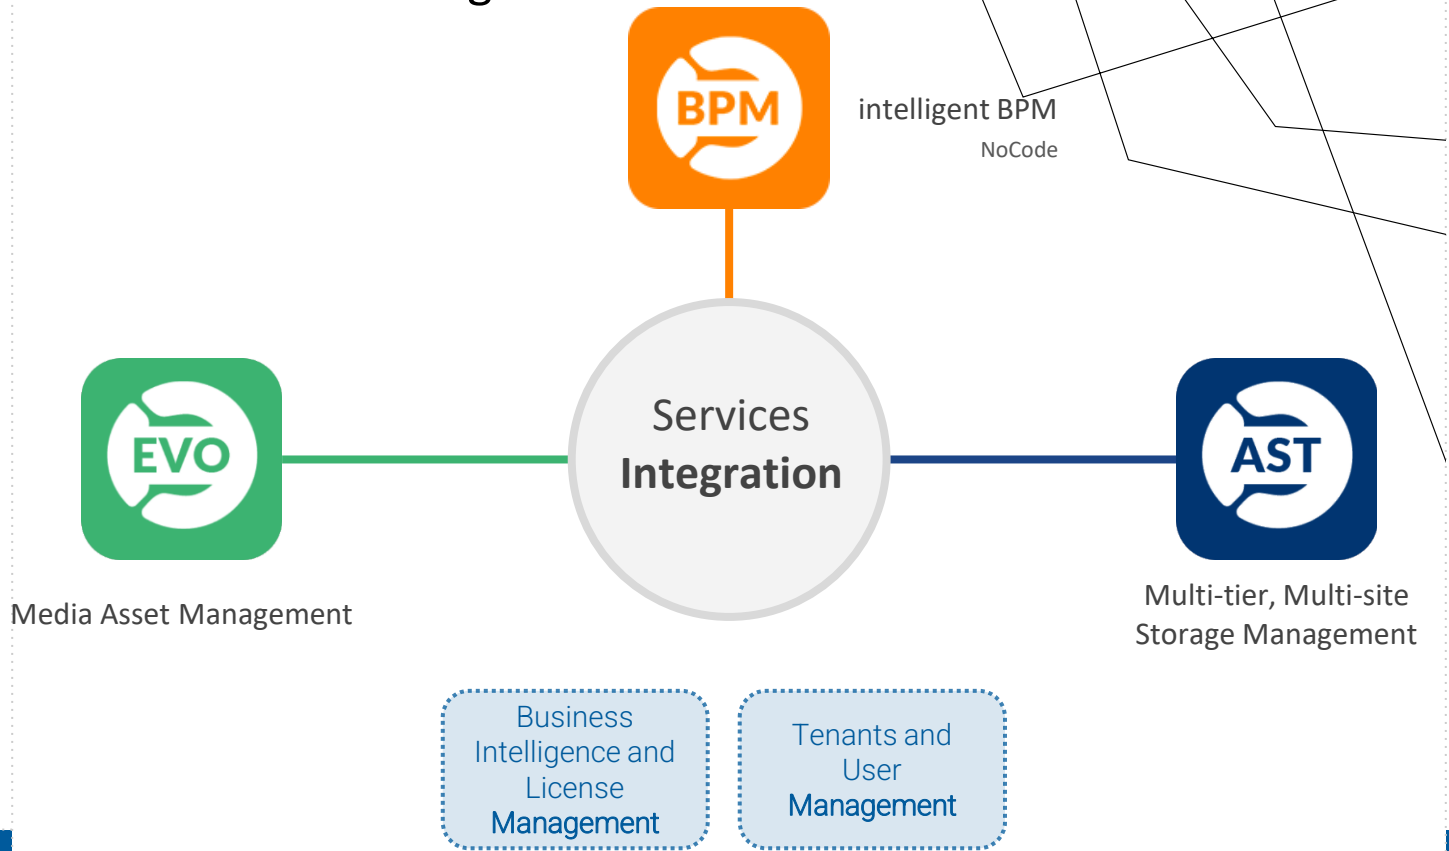 BPM
intelligent BPM
NoCode
EVO
Services
Integration
AST
Media Asset Management
Multi-tier, Multi-site
Storage Management
Business
Intelligence and
License
Management
Tenants and
User
Management